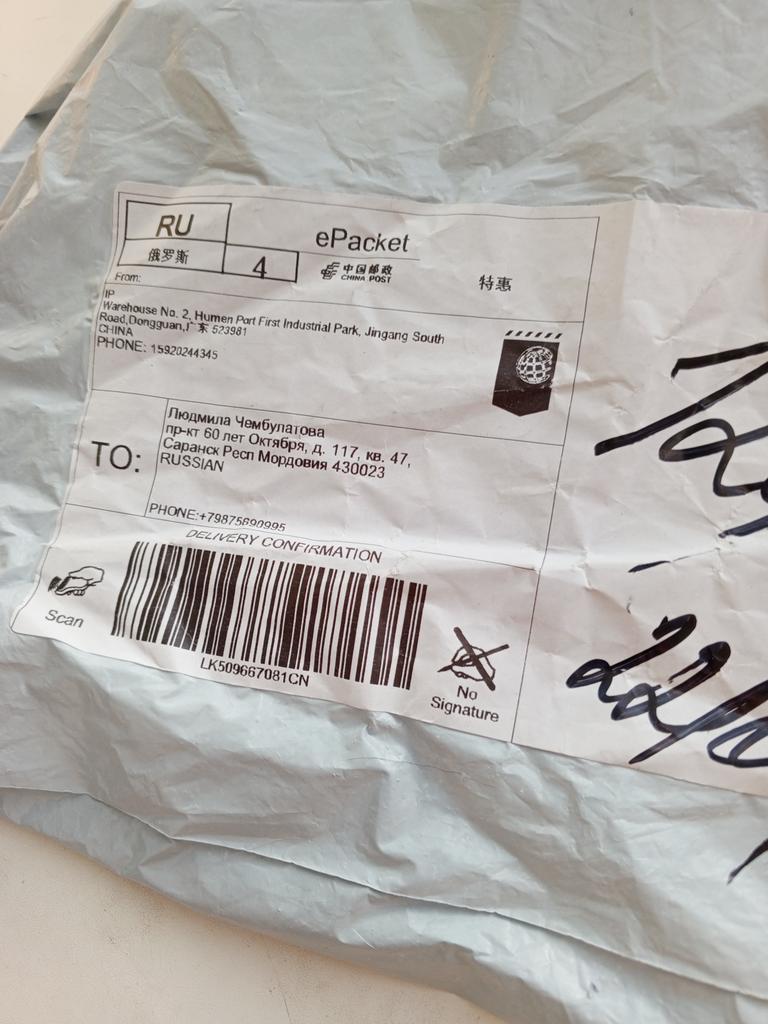 RU
俄罗斯
4
ePacket
中国邮政
CHINA POST
特惠
From:
IP
Warehouse No. 2, Humen Port First Industrial Park, Jingang South
Road,Dongguan,广东 523981
CHINA
PHONE: 15920244345
TO:
Людмила Чембулатова
пр-кт 60 лет Октября, д. 117, кв. 47,
Саранск Респ Мордовия 430023
RUSSIAN
PHONE:+79875690995
DELIVERY CONFIRMATION
Scan
LK509667081CN
No
Signature
22/